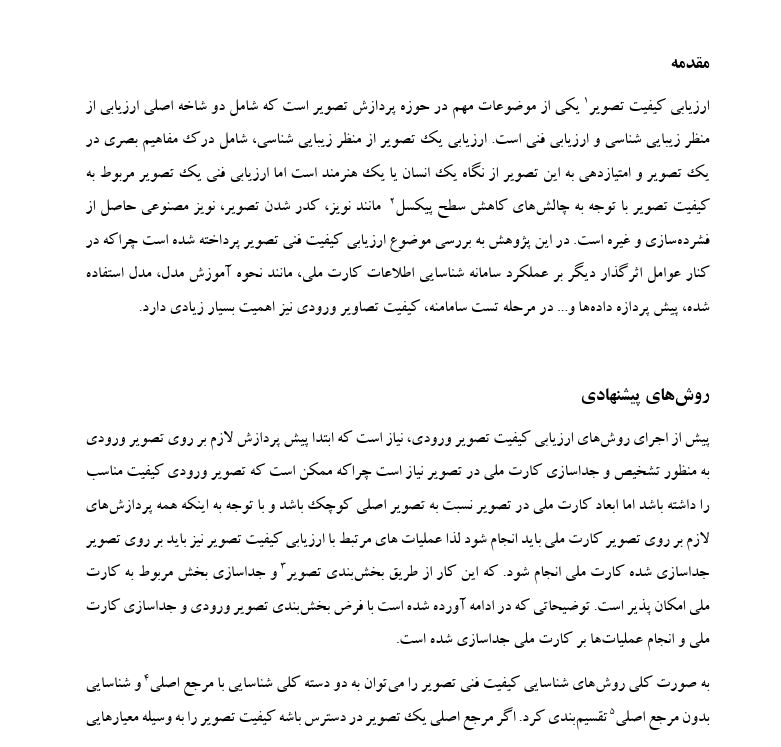 مقدمه
ارزیابی کیفیت تصویر۱ یکی از موضوعات مهم در حوزه پردازش تصویر است که شامل دو شاخه اصلی ارزیابی از
منظر زیبایی شناسی و ارزیابی فنی است. ارزیابی یک تصویر از منظر زیبایی شناسی، شامل درک مفاهیم بصری در
یک تصویر و امتیازدهی به این تصویر از نگاه یک انسان یا یک هنرمند است اما ارزیابی فنی یک تصویر مربوط به
کیفیت تصویر با توجه به چالش‌های کاهش سطح پیکسل۲ مانند نویز، کدر شدن تصویر، نویز مصنوعی حاصل از
فشرده‌سازی و غیره است. در این پژوهش به بررسی موضوع ارزیابی کیفیت فنی تصویر پرداخته شده است چراکه در
کنار عوامل اثرگذار دیگر بر عملکرد سامانه شناسایی اطلاعات کارت ملی، مانند نحوه آموزش مدل، مدل استفاده
شده، پیش پردازه داده‌ها و... در مرحله تست سامامنه، کیفیت تصاویر ورودی نیز اهمیت بسیار زیادی دارد.
روش‌های پیشنهادی
پیش از اجرای روش‌های ارزیابی کیفیت تصویر ورودی، نیاز است که ابتدا پیش پردازش لازم بر روی تصویر ورودی
به منظور تشخیص و جداسازی کارت ملی در تصویر نیاز است چراکه ممکن است که تصویر ورودی کیفیت مناسب
را داشته باشد اما ابعاد کارت ملی در تصویر نسبت به تصویر اصلی کوچک باشد و با توجه به اینکه همه پردازش‌های
لازم بر روی تصویر کارت ملی باید انجام شود لذا عملیات های مرتبط با ارزیابی کیفیت تصویر نیز باید بر روی تصویر
جداسازی شده کارت ملی انجام شود. که این کار از طریق بخش‌بندی تصویر۳ و جداسازی بخش مربوط به کارت
ملی امکان پذیر است. توضیحاتی که در ادامه آورده شده است با فرض بخش‌بندی تصویر ورودی و جداسازی کارت
ملی و انجام عملیات‌ها بر کارت ملی جداسازی شده است.
به صورت کلی روش‌های شناسایی کیفیت فنی تصویر را می‌توان به دو دسته کلی شناسایی با مرجع اصلی۴ و شناسایی
بدون مرجع اصلی۵ تقسیم‌بندی کرد. اگر مرجع اصلی یک تصویر در دسترس باشه کیفیت تصویر را به وسیله معیارهایی